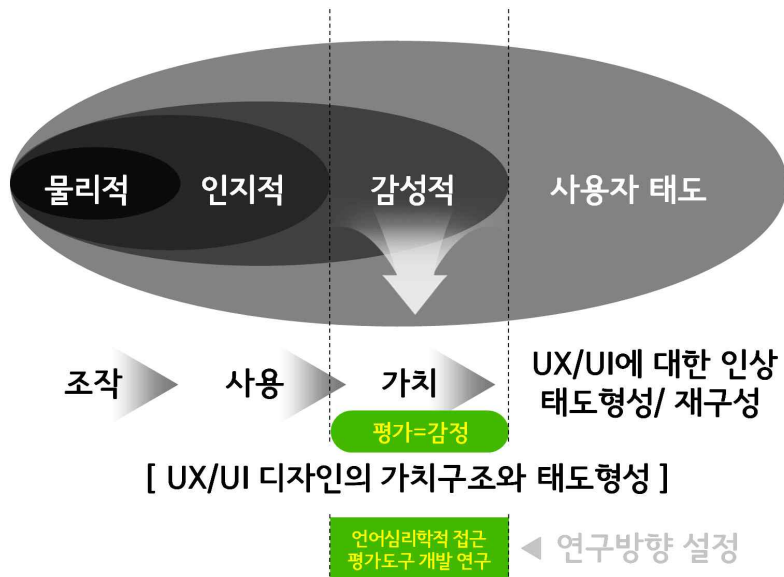 물리적 인지적 감성적 사용자 태도
조작 사용 가치 UX/UI에 대한 인상
태도형성/ 재구성
평가=감정
[ UX/UI 디자인의 가치구조와 태도형성 ]
언어심리학적 접근
평가도구 개발 연구
연구방향 설정